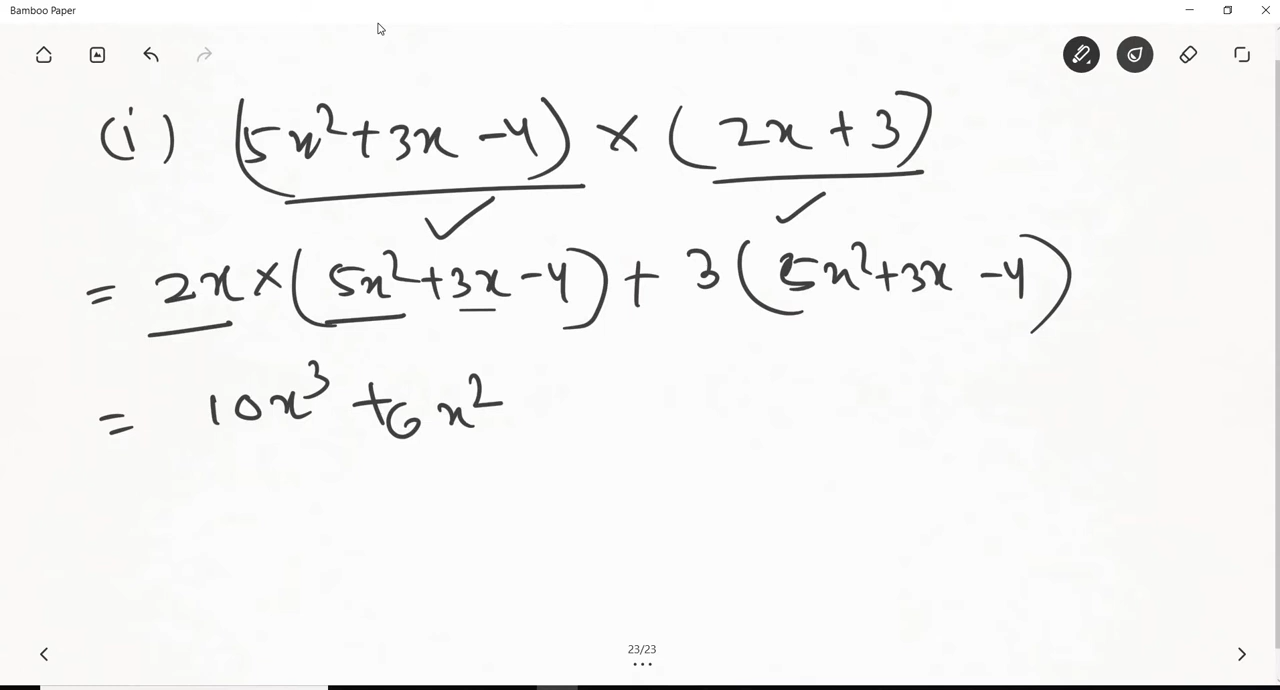 Bamboo Paper
(i) (5x²+3x-4) × (2x+3)
= 2x×(5x²+3x-4)+3(5x²+3x-4)
= 10x³+6x²
23/23